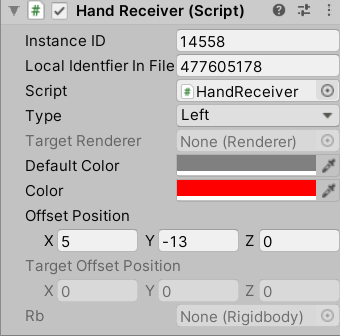 Hand Receiver (Script)
Instance ID 14558
Local Identfier In File 477605178
Script HandReceiver
Type Left
Target Renderer None (Renderer)
Default Color
Color
Offset Position
X 5 Y -13 Z 0
Target Offset Position
X 0 Y 0 Z 0
Rb None (Rigidbody)